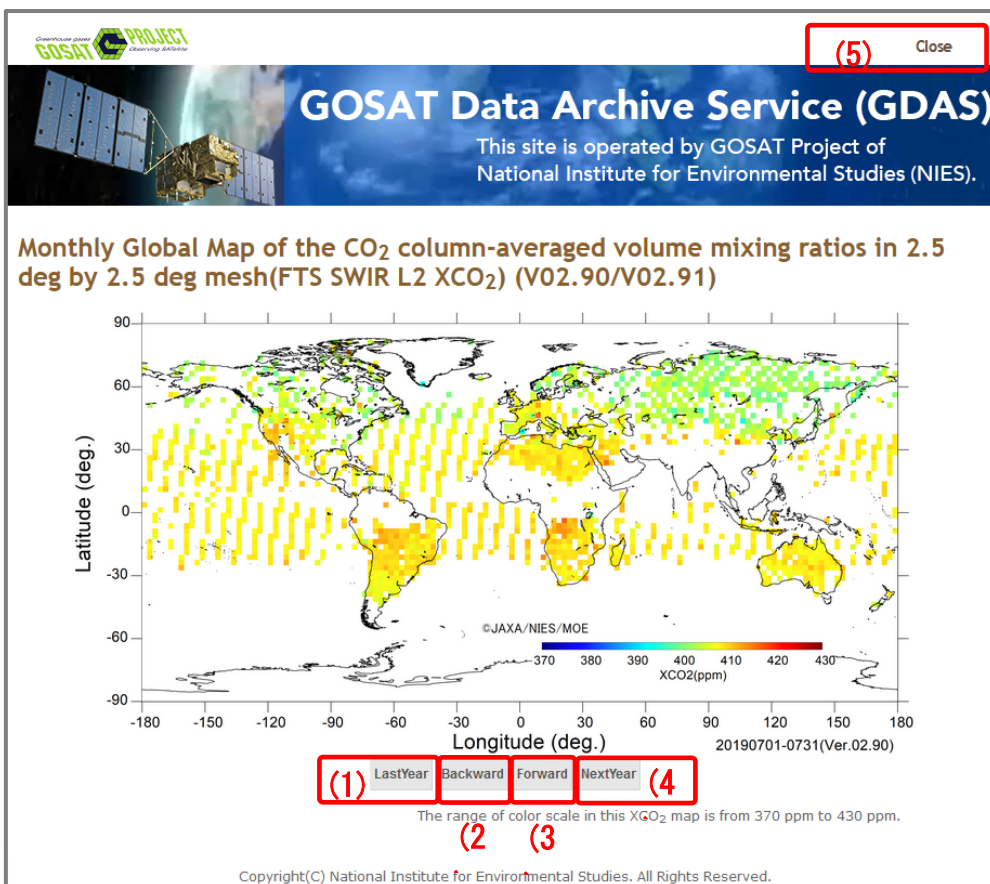 Greenhouse gases
GOSAT PROJECT
Observing SATellite
(5) Close
GOSAT Data Archive Service (GDAS)
This site is operated by GOSAT Project of
National Institute for Environmental Studies (NIES).
Monthly Global Map of the CO2 column-averaged volume mixing ratios in 2.5
deg by 2.5 deg mesh(FTS SWIR L2 XCO2) (V02.90/V02.91)
90
60
30
0
-30
-60
-90
Latitude (deg.)
©JAXA/NIES/MOE
370 380 390 400 410 420 430
XCO2(ppm)
-180 -150 -120 -90 -60 -30 0 30 60 90 120 150 180
Longitude (deg.)
20190701-0731(Ver.02.90)
(1) LastYear Backward Forward NextYear (4
The range of color scale in this XCO2 map is from 370 ppm to 430 ppm.
(2 (3
Copyright(C) National Institute for Environmental Studies. All Rights Reserved.